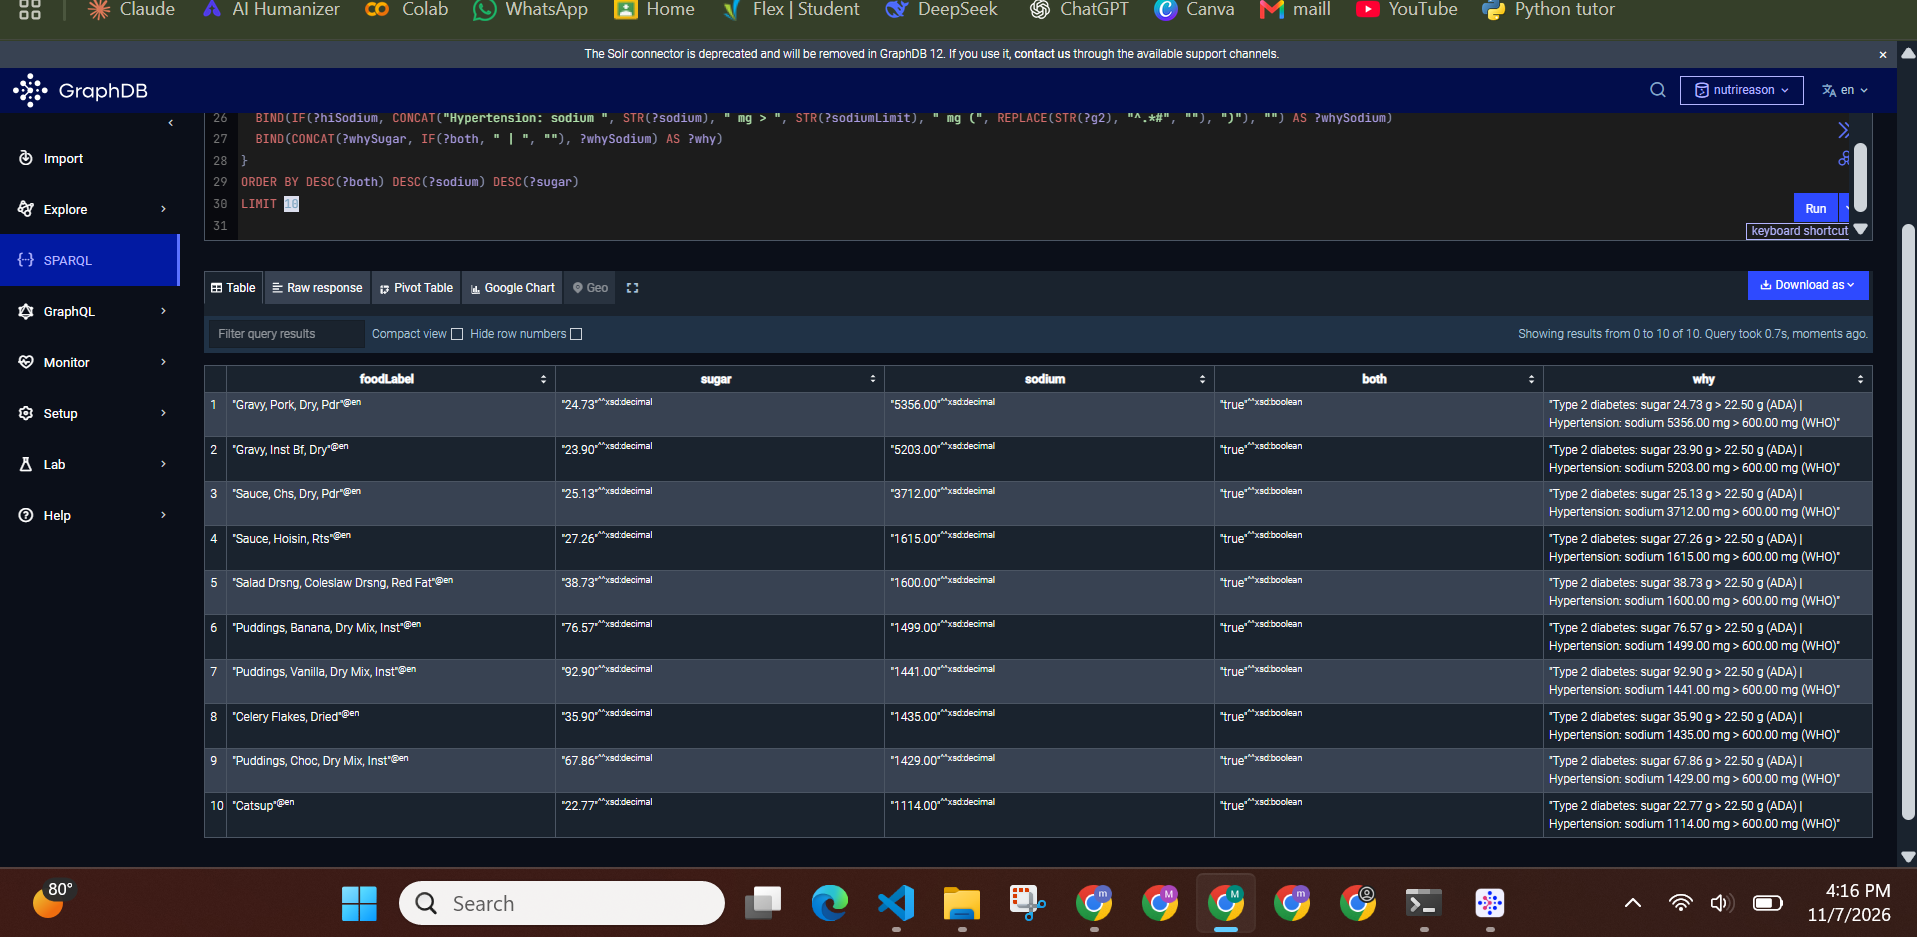 Claude AI Humanizer Colab WhatsApp Home Flex | Student DeepSeek ChatGPT Canva maill YouTube Python tutor
The Solr connector is deprecated and will be removed in GraphDB 12. If you use it, contact us through the available support channels. ×
GraphDB nutrireason en
Import
Explore
SPARQL
GraphQL
Monitor
Setup
Lab
Help
26 BIND(IF(?hiSodium, CONCAT("Hypertension: sodium ", STR(?sodium), " mg > ", STR(?sodiumLimit), " mg (", REPLACE(STR(?g2), "^.*#", ""), ")"), "") AS ?whySodium)
27 BIND(CONCAT(?whySugar, IF(?both, " | ", ""), ?whySodium) AS ?why)
28 }
29 ORDER BY DESC(?both) DESC(?sodium) DESC(?sugar)
30 LIMIT 10
31
Run
keyboard shortcut
Table Raw response Pivot Table Google Chart Geo Download as
Filter query results Compact view Hide row numbers Showing results from 0 to 10 of 10. Query took 0.7s, moments ago.
foodLabel sugar sodium both why
1 "Gravy, Pork, Dry, Pdr"@en "24.73"^^xsd:decimal "5356.00"^^xsd:decimal "true"^^xsd:boolean "Type 2 diabetes: sugar 24.73 g > 22.50 g (ADA) |
Hypertension: sodium 5356.00 mg > 600.00 mg (WHO)"
2 "Gravy, Inst Bf, Dry"@en "23.90"^^xsd:decimal "5203.00"^^xsd:decimal "true"^^xsd:boolean "Type 2 diabetes: sugar 23.90 g > 22.50 g (ADA) |
Hypertension: sodium 5203.00 mg > 600.00 mg (WHO)"
3 "Sauce, Chs, Dry, Pdr"@en "25.13"^^xsd:decimal "3712.00"^^xsd:decimal "true"^^xsd:boolean "Type 2 diabetes: sugar 25.13 g > 22.50 g (ADA) |
Hypertension: sodium 3712.00 mg > 600.00 mg (WHO)"
4 "Sauce, Hoisin, Rts"@en "27.26"^^xsd:decimal "1615.00"^^xsd:decimal "true"^^xsd:boolean "Type 2 diabetes: sugar 27.26 g > 22.50 g (ADA) |
Hypertension: sodium 1615.00 mg > 600.00 mg (WHO)"
5 "Salad Drsng, Coleslaw Drsng, Red Fat"@en "38.73"^^xsd:decimal "1600.00"^^xsd:decimal "true"^^xsd:boolean "Type 2 diabetes: sugar 38.73 g > 22.50 g (ADA) |
Hypertension: sodium 1600.00 mg > 600.00 mg (WHO)"
6 "Puddings, Banana, Dry Mix, Inst"@en "76.57"^^xsd:decimal "1499.00"^^xsd:decimal "true"^^xsd:boolean "Type 2 diabetes: sugar 76.57 g > 22.50 g (ADA) |
Hypertension: sodium 1499.00 mg > 600.00 mg (WHO)"
7 "Puddings, Vanilla, Dry Mix, Inst"@en "92.90"^^xsd:decimal "1441.00"^^xsd:decimal "true"^^xsd:boolean "Type 2 diabetes: sugar 92.90 g > 22.50 g (ADA) |
Hypertension: sodium 1441.00 mg > 600.00 mg (WHO)"
8 "Celery Flakes, Dried"@en "35.90"^^xsd:decimal "1435.00"^^xsd:decimal "true"^^xsd:boolean "Type 2 diabetes: sugar 35.90 g > 22.50 g (ADA) |
Hypertension: sodium 1435.00 mg > 600.00 mg (WHO)"
9 "Puddings, Choc, Dry Mix, Inst"@en "67.86"^^xsd:decimal "1429.00"^^xsd:decimal "true"^^xsd:boolean "Type 2 diabetes: sugar 67.86 g > 22.50 g (ADA) |
Hypertension: sodium 1429.00 mg > 600.00 mg (WHO)"
10 "Catsup"@en "22.77"^^xsd:decimal "1114.00"^^xsd:decimal "true"^^xsd:boolean "Type 2 diabetes: sugar 22.77 g > 22.50 g (ADA) |
Hypertension: sodium 1114.00 mg > 600.00 mg (WHO)"
80° Search 4:16 PM
11/7/2026